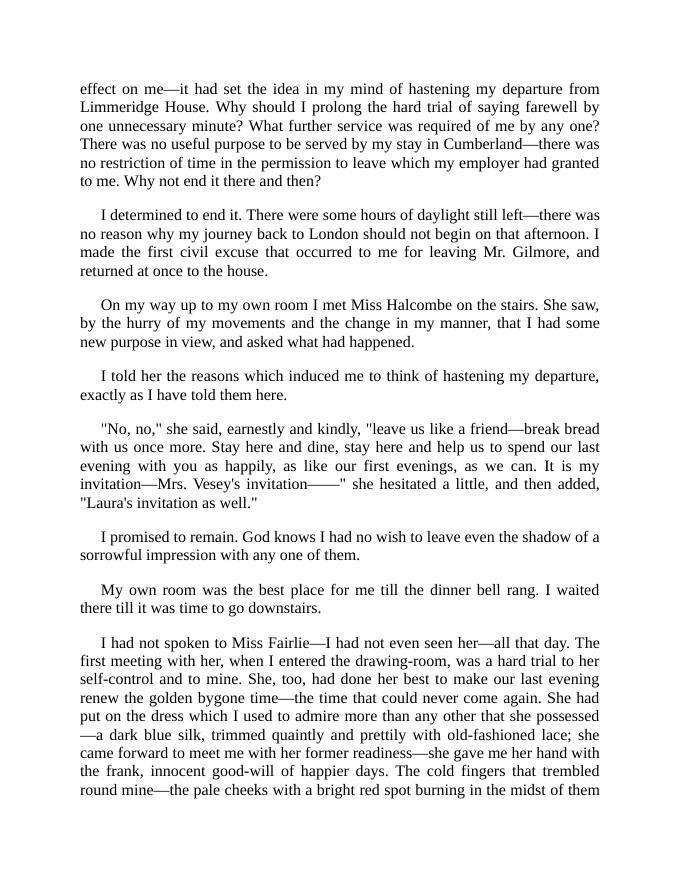 effect on me—it had set the idea in my mind of hastening my departure from
Limmeridge House. Why should I prolong the hard trial of saying farewell by
one unnecessary minute? What further service was required of me by any one?
There was no useful purpose to be served by my stay in Cumberland—there was
no restriction of time in the permission to leave which my employer had granted
to me. Why not end it there and then?
I determined to end it. There were some hours of daylight still left—there was
no reason why my journey back to London should not begin on that afternoon. I
made the first civil excuse that occurred to me for leaving Mr. Gilmore, and
returned at once to the house.
On my way up to my own room I met Miss Halcombe on the stairs. She saw,
by the hurry of my movements and the change in my manner, that I had some
new purpose in view, and asked what had happened.
I told her the reasons which induced me to think of hastening my departure,
exactly as I have told them here.
"No, no," she said, earnestly and kindly, "leave us like a friend—break bread
with us once more. Stay here and dine, stay here and help us to spend our last
evening with you as happily, as like our first evenings, as we can. It is my
invitation—Mrs. Vesey's invitation——" she hesitated a little, and then added,
"Laura's invitation as well."
I promised to remain. God knows I had no wish to leave even the shadow of a
sorrowful impression with any one of them.
My own room was the best place for me till the dinner bell rang. I waited
there till it was time to go downstairs.
I had not spoken to Miss Fairlie—I had not even seen her—all that day. The
first meeting with her, when I entered the drawing-room, was a hard trial to her
self-control and to mine. She, too, had done her best to make our last evening
renew the golden bygone time—the time that could never come again. She had
put on the dress which I used to admire more than any other that she possessed
—a dark blue silk, trimmed quaintly and prettily with old-fashioned lace; she
came forward to meet me with her former readiness—she gave me her hand with
the frank, innocent good-will of happier days. The cold fingers that trembled
round mine—the pale cheeks with a bright red spot burning in the midst of them